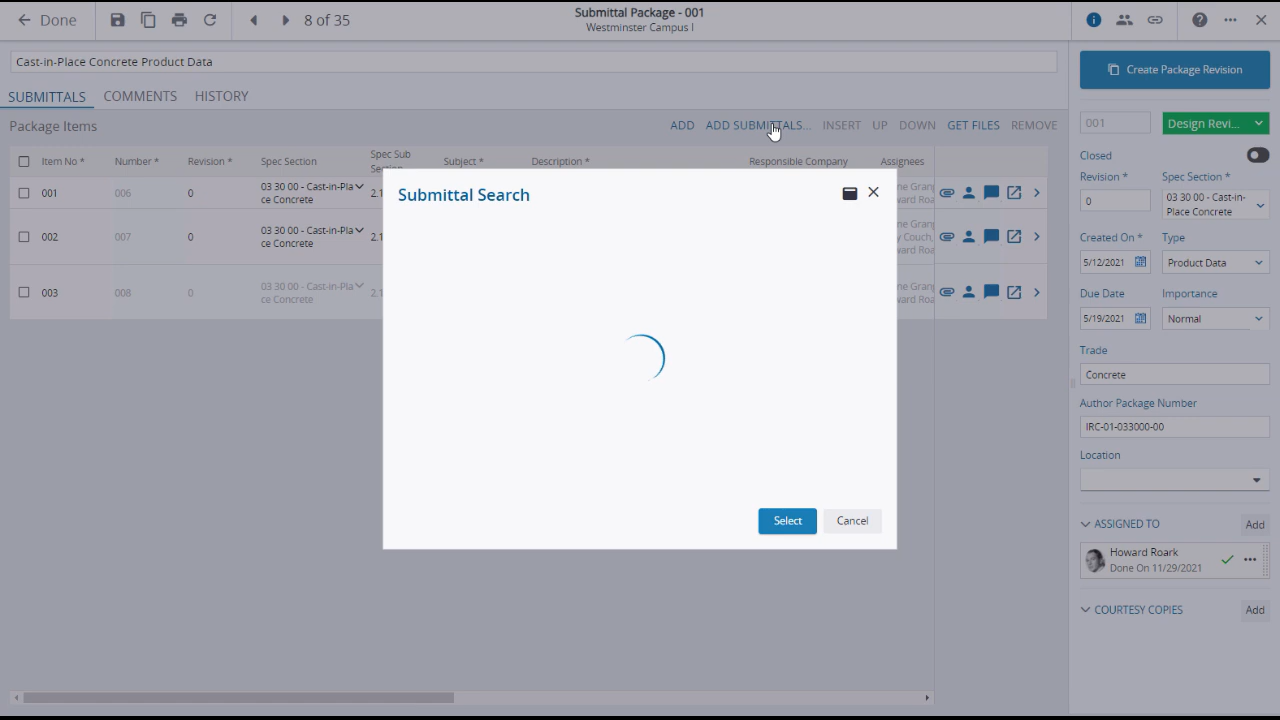 Done
8 of 35
Submittal Package - 001
Westminster Campus I
Cast-in-Place Concrete Product Data
SUBMITTALS COMMENTS HISTORY
Package Items
ADD ADD SUBMITTALS... INSERT UP DOWN GET FILES REMOVE
Item No * Number * Revision * Spec Section Spec Sub Subject * Description * Responsible Company Assignees
001 006 0 03 30 00 - Cast-in-Pla
ce Concrete
2.1
002 007 0 03 30 00 - Cast-in-Pla
ce Concrete
2.1
003 008 0 03 30 00 - Cast-in-Pla
ce Concrete
2.1
Submittal Search
Select Cancel
Create Package Revision
001 Design Revi...
Closed
Revision * Spec Section *
0 03 30 00 - Cast-in-
Place Concrete
Created On * Type
5/12/2021 Product Data
Due Date Importance
5/19/2021 Normal
Trade
Concrete
Author Package Number
IRC-01-033000-00
Location
ASSIGNED TO Add
Howard Roark
Done On 11/29/2021
COURTESY COPIES Add